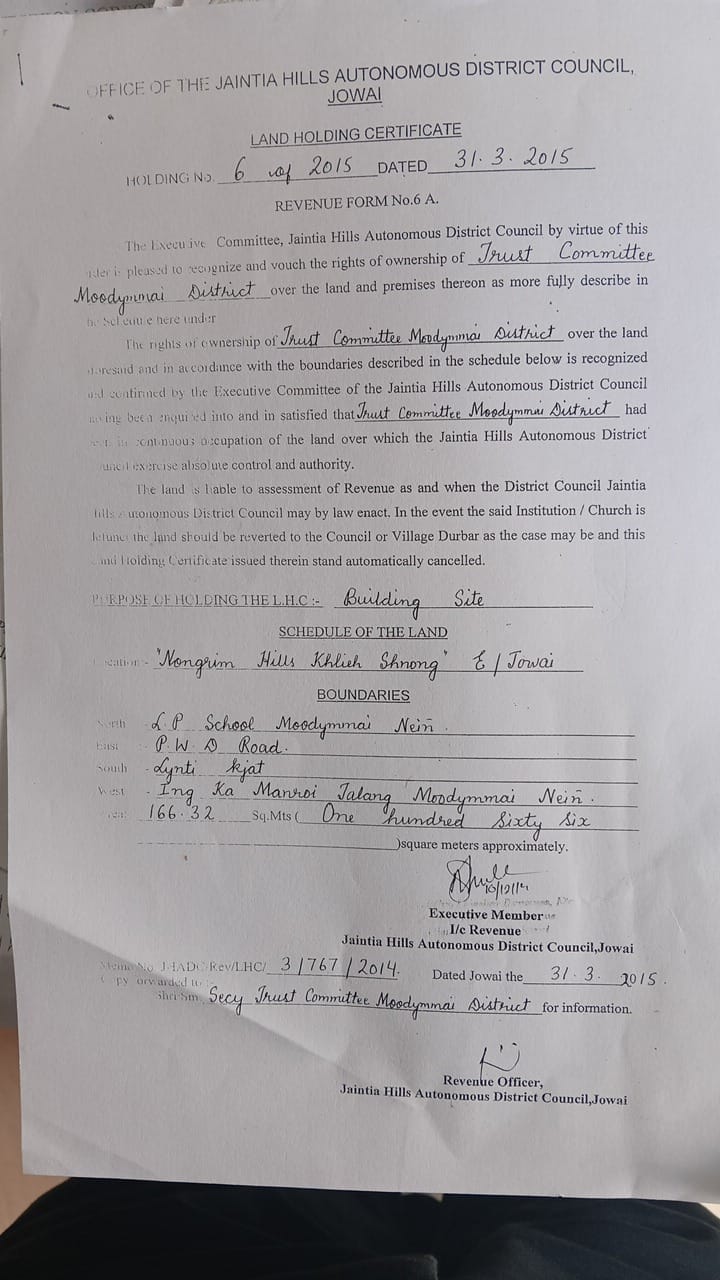 OFFICE OF THE JAINTIA HILLS AUTONOMOUS DISTRICT COUNCIL,
JOWAI
LAND HOLDING CERTIFICATE
HOLDING No. 6 of 2015 DATED 31.3.2015
REVENUE FORM No.6 A.
The Execu ive Committee, Jaintia Hills Autonomous District Council by virtue of this
is pleased to recognize and vouch the rights of ownership of Trust Committee
Moodymmai District over the land and premises thereon as more fully describe in
he Schedu e here under
The rights of ownership of Trust Committee Moodymmai District over the land
aforesaid and in accordance with the boundaries described in the schedule below is recognized
and confirmed by the Executive Committee of the Jaintia Hills Autonomous District Council
having been enquired into and in satisfied that Trust Committee Moodymmai District had
in continuous occupation of the land over which the Jaintia Hills Autonomous District
council exercise absolute control and authority.
The land is liable to assessment of Revenue as and when the District Council Jaintia
Hills Autonomous District Council may by law enact. In the event the said Institution / Church is
the land should be reverted to the Council or Village Durbar as the case may be and this
and Holding Certificate issued therein stand automatically cancelled.
PURPOSE OF HOLDING THE L.H.C :- Building Site
SCHEDULE OF THE LAND
Location:- "Nongrim Hills Khlieh Shnong" E / Jowai
BOUNDARIES
North - L.P School Moodymmai Nein̄.
East - P.W.D Road.
South - Lynti kjat
West - Ing Ka Manroi Jalang Moodymmai Nein̄.
166.32 Sq.Mts ( One hundred Sixty Six
)square meters approximately.
Executive Member
I/c Revenue
Jaintia Hills Autonomous District Council,Jowai
Memo No. JHADC/Rev/LHC/ 3/767/2014. Dated Jowai the 31.3.2015.
Copy forwarded to :
Shri/Sm. Secy Trust Committee Moodymmai District for information.
Revenue Officer,
Jaintia Hills Autonomous District Council,Jowai